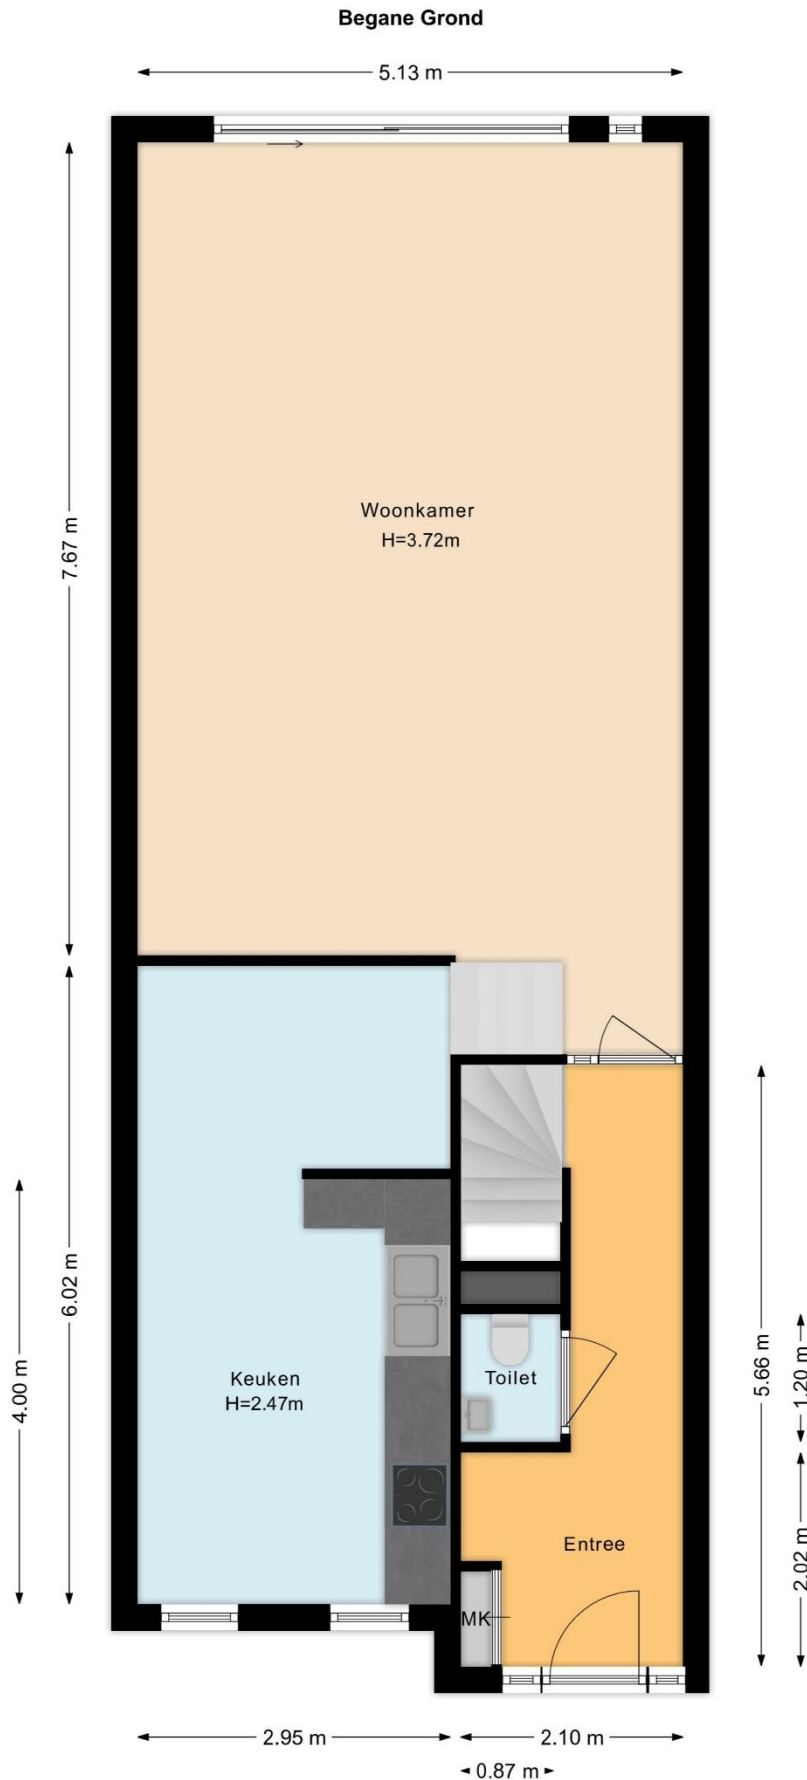 Begane Grond
5.13 m
7.67 m
Woonkamer
H=3.72m
6.02 m
4.00 m
Keuken
H=2.47m
Toilet
5.66 m
1.20 m
Entree
2.02 m
MK
2.95 m
2.10 m
0.87 m